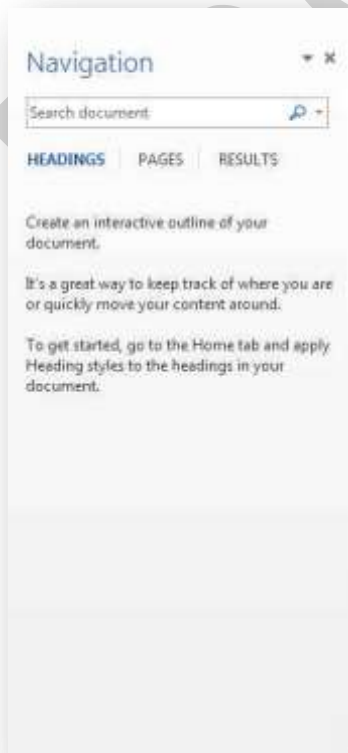 Navigation
Search document
HEADINGS PAGES RESULTS
Create an interactive outline of your
document.
It's a great way to keep track of where you are
or quickly move your content around.
To get started, go to the Home tab and apply
Heading styles to the headings in your
document.